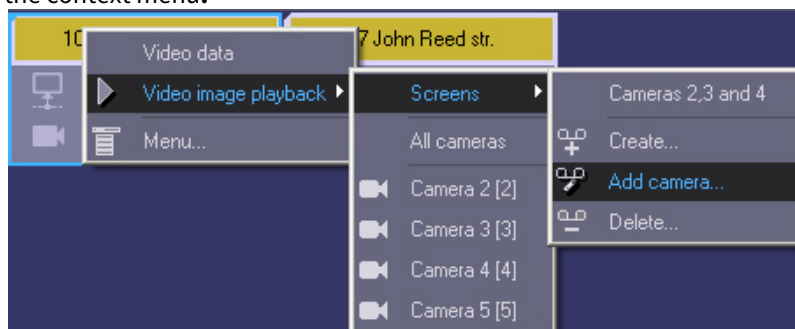 the context menu.
10
7 John Reed str.
Video data
Video image playback
Menu...
Screens
All cameras
Camera 2 [2]
Camera 3 [3]
Camera 4 [4]
Camera 5 [5]
Cameras 2,3 and 4
Create...
Add camera...
Delete...